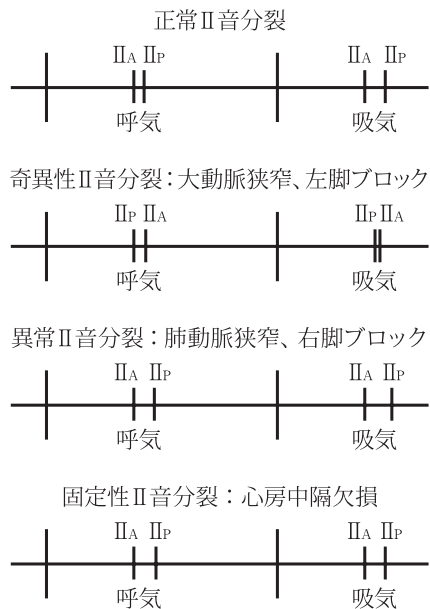 正常Ⅱ音分裂
ⅡA ⅡP ⅡA ⅡP
呼気 吸気
奇異性Ⅱ音分裂：大動脈狭窄、左脚ブロック
ⅡP ⅡA ⅡP ⅡA
呼気 吸気
異常Ⅱ音分裂：肺動脈狭窄、右脚ブロック
ⅡA ⅡP ⅡA ⅡP
呼気 吸気
固定性Ⅱ音分裂：心房中隔欠損
ⅡA ⅡP ⅡA ⅡP
呼気 吸気